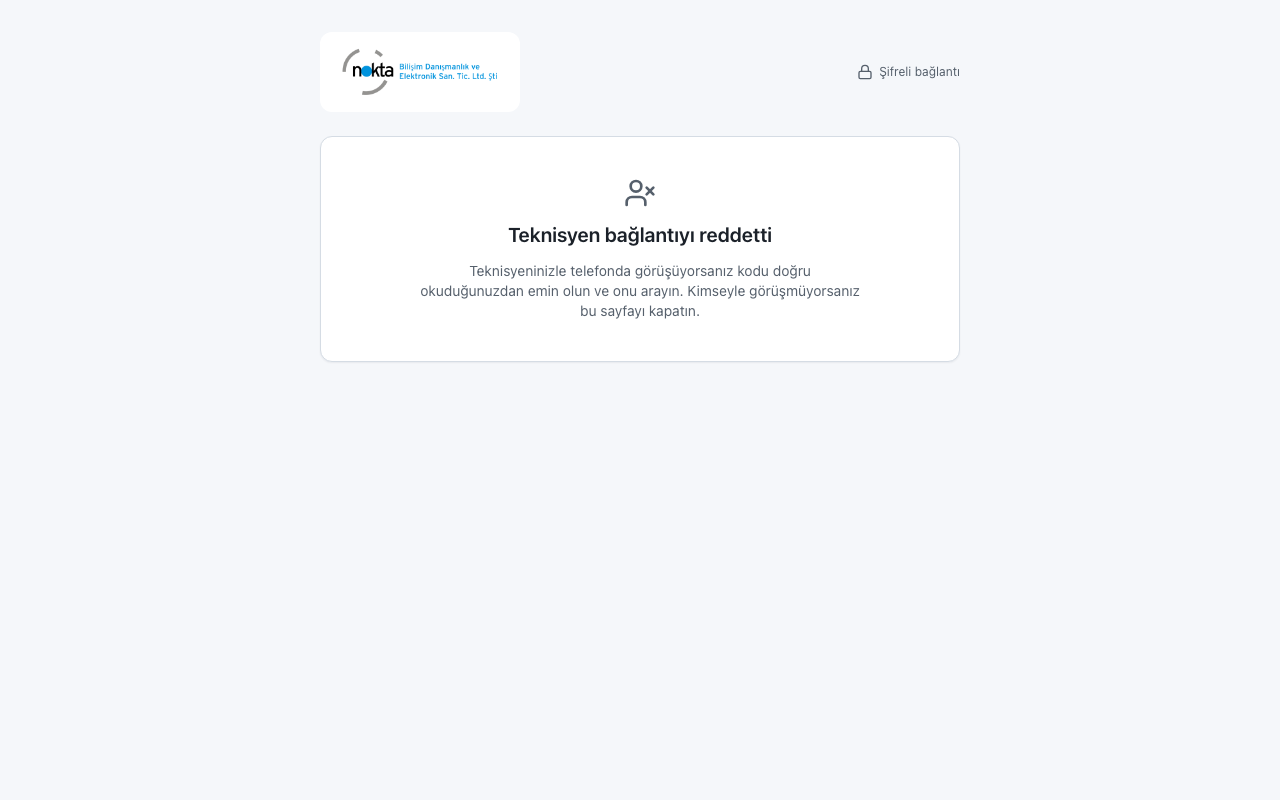 nokta
Bilişim Danışmanlık ve
Elektronik San. Tic. Ltd. Şti
Şifreli bağlantı
Teknisyen bağlantıyı reddetti
Teknisyeninizle telefonda görüşüyorsanız kodu doğru
okuduğunuzdan emin olun ve onu arayın. Kimseyle görüşmüyorsanız
bu sayfayı kapatın.